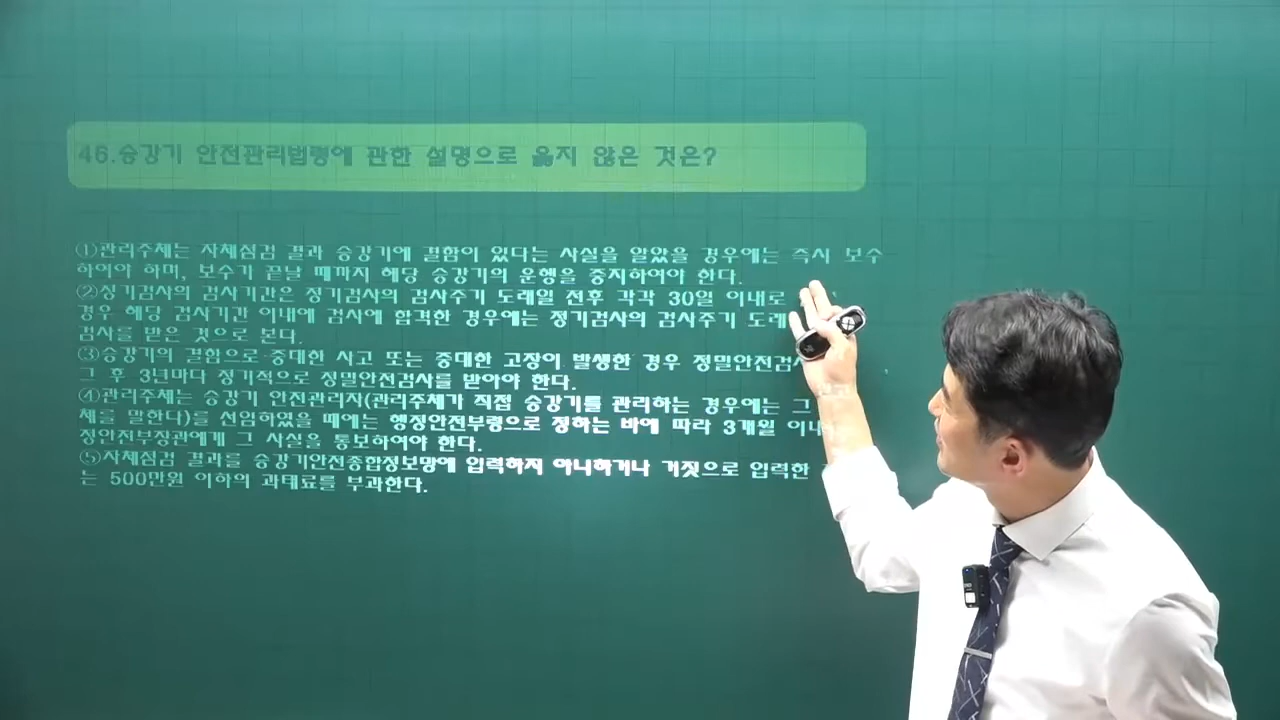 46.승강기 안전관리법령에 관한 설명으로 옳지 않은 것은?
①관리주체는 자체점검 결과 승강기에 결함이 있다는 사실을 알았을 경우에는 즉시 보수
하여야 하며, 보수가 끝날 때까지 해당 승강기의 운행을 중지하여야 한다.
②정기검사의 검사기간은 정기검사의 검사주기 도래일 전후 각각 30일 이내로
경우 해당 검사기간 이내에 검사에 합격한 경우에는 정기검사의 검사주기
검사를 받은 것으로 본다.
③승강기의 결함으로 중대한 사고 또는 중대한 고장이 발생한 경우
그 후 3년마다 정기적으로 정밀안전검사를 받아야 한다.
④관리주체는 승강기 안전관리자(관리주체가 직접 승강기를 관리하는 경우에는 그
체를 말한다)를 선임하였을 때에는 행정안전부령으로 정하는 바에 따라 3개월
정안전부장관에게 그 사실을 통보하여야 한다.
⑤자체점검 결과를 승강기안전종합정보망에 입력하지 아니하거나 거짓으로 입력한
는 500만원 이하의 과태료를 부과한다.